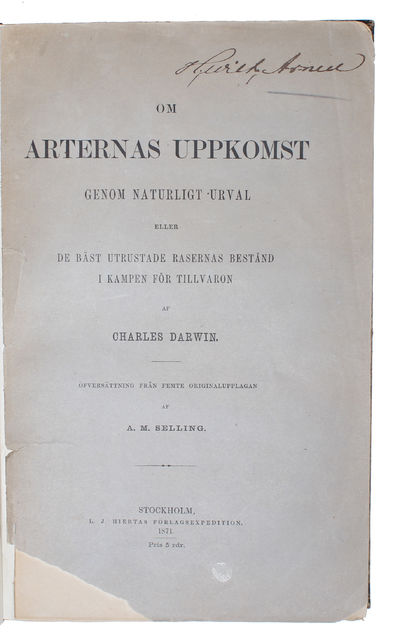 OM
ARTERNAS UPPKOMST
GENOM NATURLIGT URVAL
ELLER
DE BÄST UTRUSTADE RASERNAS BESTÅND
I KAMPEN FÖR TILLVARON
AF
CHARLES DARWIN.
ÖFVERSÄTTNING FRÅN FEMTE ORIGINALUPPLAGAN
AF
A. M. SELLING.
STOCKHOLM,
L. J. HIERTAS FÖRLAGSEXPEDITION.
1871.
Pris 5 rdr.